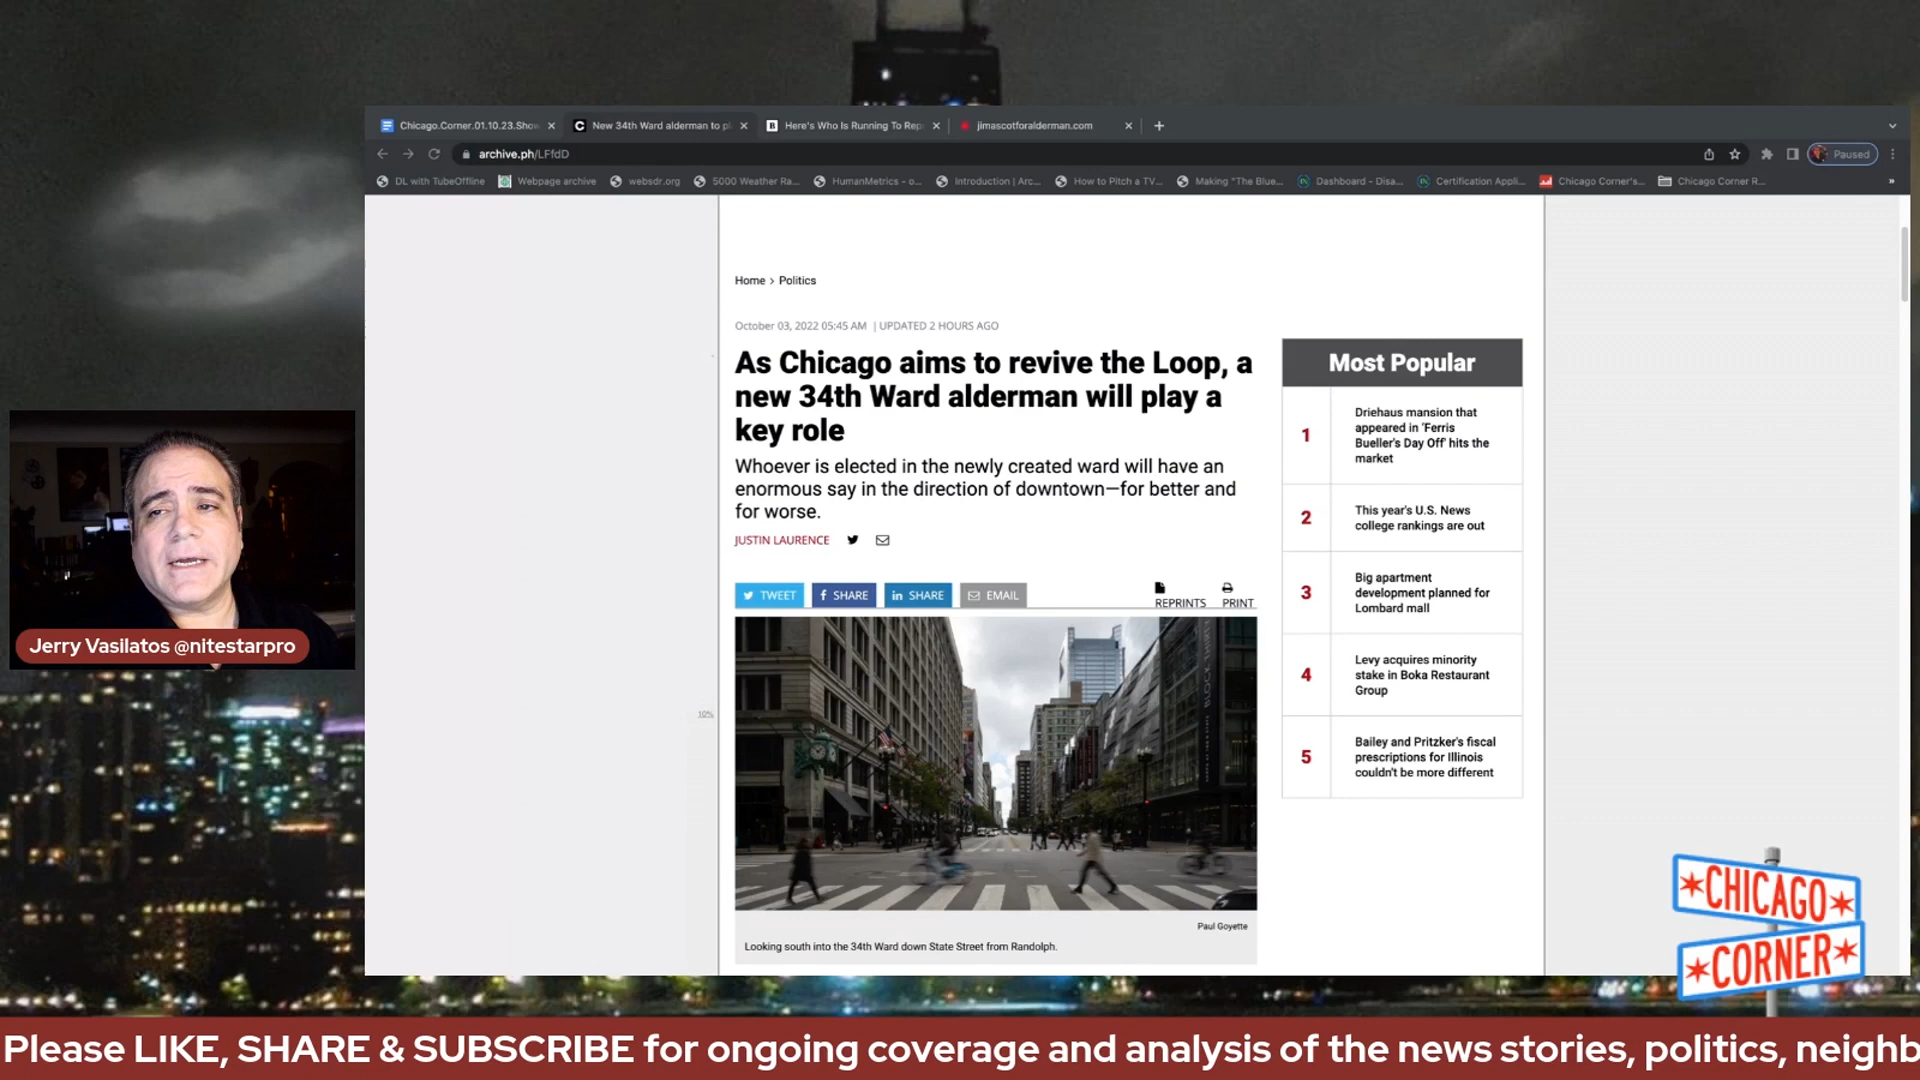 Chicago.Corner.01.10.23.Show
New 34th Ward alderman to pl
Here's Who Is Running To Rep
jimascotforalderman.com
archive.ph/LFfdD
Paused
DL with TubeOffline
Webpage archive
websdr.org
5000 Weather Ra...
HumanMetrics - o...
Introduction | Arc...
How to Pitch a TV...
Making "The Blue...
Dashboard - Disa...
Certification Appli...
Chicago Corner's...
Chicago Corner R...
»
Home > Politics
October 03, 2022 05:45 AM | UPDATED 2 HOURS AGO
As Chicago aims to revive the Loop, a
new 34th Ward alderman will play a
key role
Whoever is elected in the newly created ward will have an
enormous say in the direction of downtown—for better and
for worse.
JUSTIN LAURENCE
TWEET
f SHARE
in SHARE
EMAIL
REPRINTS
PRINT
10%
Paul Goyette
Looking south into the 34th Ward down State Street from Randolph.
Most Popular
1
Driehaus mansion that
appeared in 'Ferris
Bueller's Day Off' hits the
market
2
This year's U.S. News
college rankings are out
3
Big apartment
development planned for
Lombard mall
4
Levy acquires minority
stake in Boka Restaurant
Group
5
Bailey and Pritzker's fiscal
prescriptions for Illinois
couldn't be more different
Jerry Vasilatos @nitestarpro
CHICAGO
CORNER
Please LIKE, SHARE & SUBSCRIBE for ongoing coverage and analysis of the news stories, politics, neighb